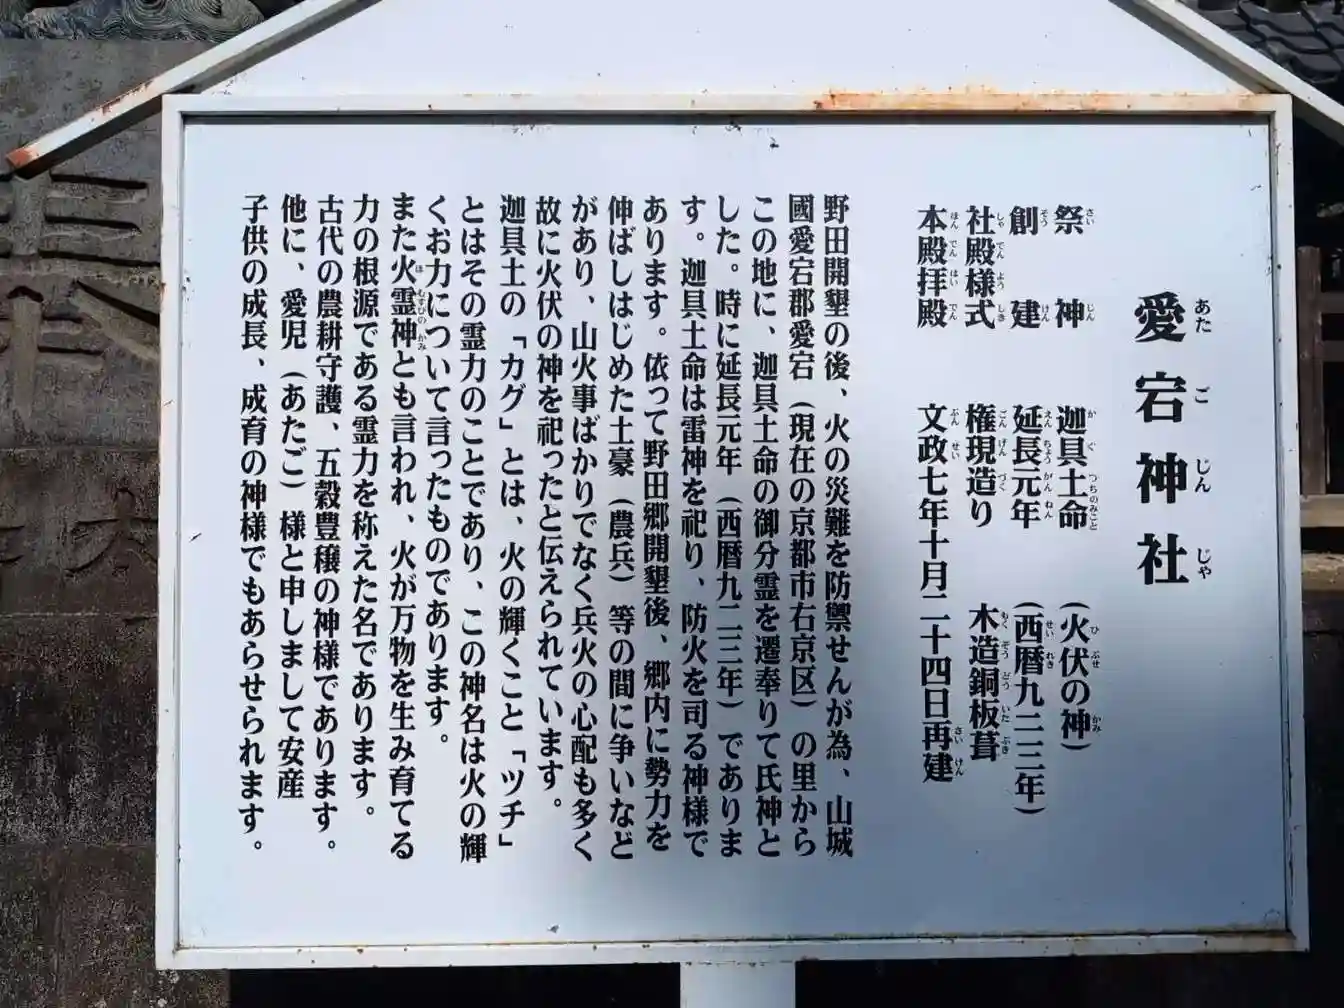 愛宕神社
祭神 迦具土命(火伏の神)
創建 延長元年(西暦九二三年)
社殿様式 権現造り 木造銅板葺
本殿拝殿 文政七年十月二十四日再建
野田開墾の後、火の災難を防禦せんが為、山城
國愛宕郡愛宕(現在の京都市右京区)の里から
この地に、迦具土命の御分霊を遷奉りて氏神と
した。時に延長元年(西暦九二三年)でありま
す。迦具土命は雷神を祀り、防火を司る神様で
あります。依って野田郷開墾後、郷内に勢力を
伸ばしはじめた土豪(農兵)等の間に争いなど
があり、山火事ばかりでなく兵火の心配も多く
故に火伏の神を祀ったと伝えられています。
迦具土の「カグ」とは、火の輝くこと「ツチ」
とはその霊力のことであり、この神名は火の輝
くお力について言ったものであります。
また火霊神とも言われ、火が万物を生み育てる
力の根源である霊力を称えた名であります。
古代の農耕守護、五穀豊穣の神様であります。
他に、愛児(あたご)様と申しまして安産
子供の成長、成育の神様でもあらせられます。